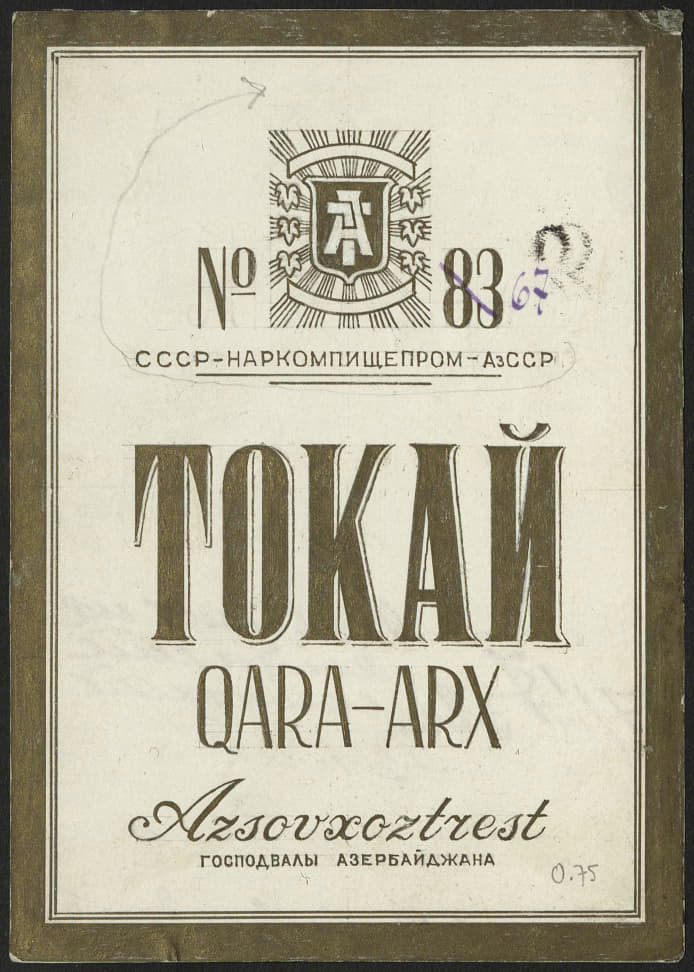 № 83 67
СССР-НАРКОМПИЩЕПРОМ-АзССР
ТОКАЙ
QARA-ARX
Azsovxoztrest
ГОСПОДВАЛЫ АЗЕРБАЙДЖАНА
0.75